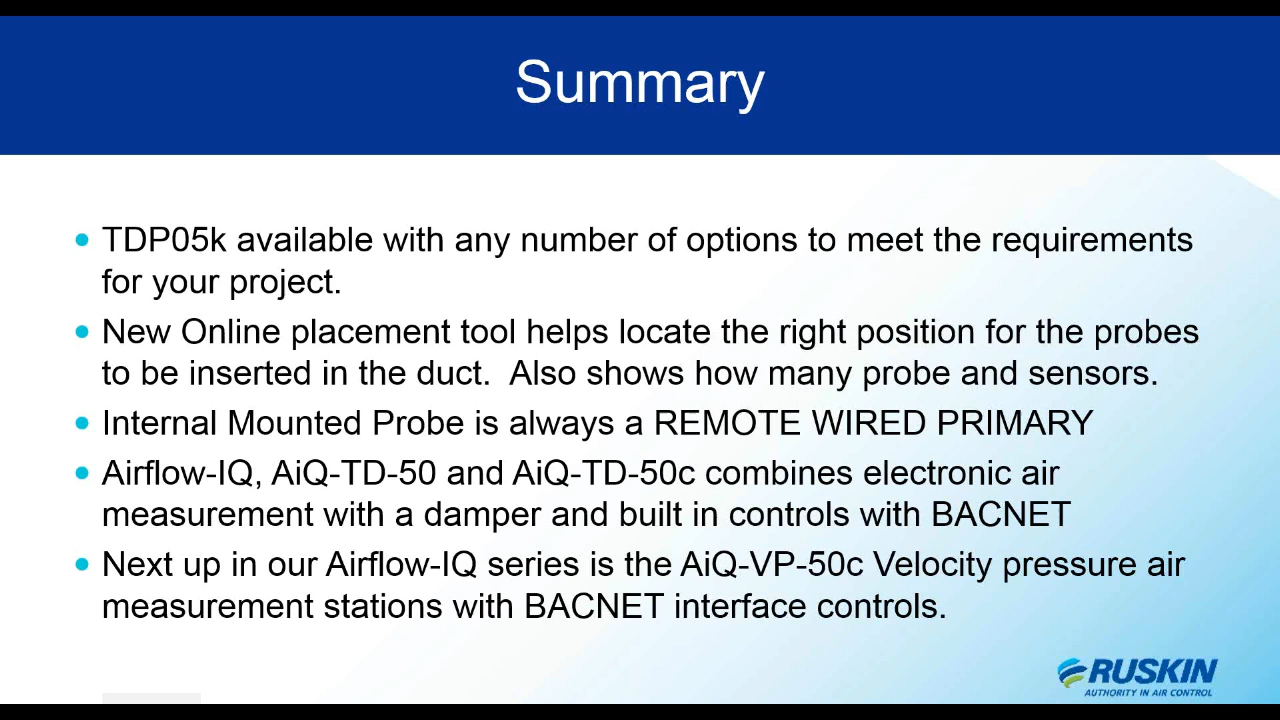 Summary
• TDP05k available with any number of options to meet the requirements
for your project.
• New Online placement tool helps locate the right position for the probes
to be inserted in the duct.  Also shows how many probe and sensors.
• Internal Mounted Probe is always a REMOTE WIRED PRIMARY
• Airflow-IQ, AiQ-TD-50 and AiQ-TD-50c combines electronic air
measurement with a damper and built in controls with BACNET
• Next up in our Airflow-IQ series is the AiQ-VP-50c Velocity pressure air
measurement stations with BACNET interface controls.
RUSKIN
AUTHORITY IN AIR CONTROL